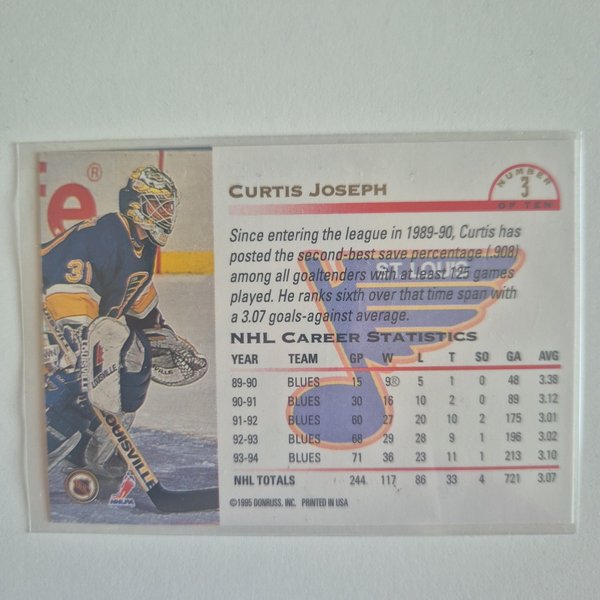 e®
CURTIS JOSEPH
NUMBER
3
OF TEN
Since entering the league in 1989-90, Curtis has
posted the second-best save percentage (.908)
among all goaltenders with at least 125 games
played. He ranks sixth over that time span with
a 3.07 goals-against average.
ST. LOUIS
NHL CAREER STATISTICS
YEAR TEAM GP W L T SO GA AVG
89-90 BLUES 15 9® 5 1 0 48 3.38
90-91 BLUES 30 16 10 2 0 89 3.12
91-92 BLUES 60 27 20 10 2 175 3.01
92-93 BLUES 68 29 28 9 1 196 3.02
93-94 BLUES 71 36 23 11 1 213 3.10
NHL TOTALS 244 117 86 33 4 721 3.07
©1995 DONRUSS, INC. PRINTED IN USA
31
LOUISVILLE
NHL
NHLPA